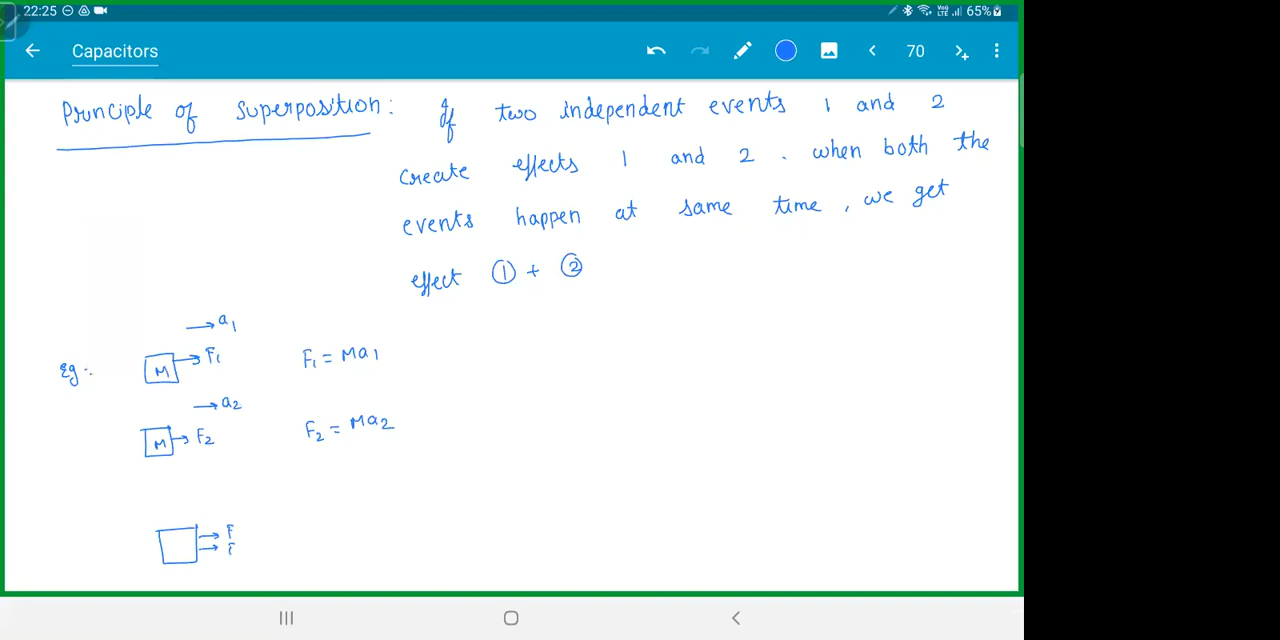 22:25 Vo) LTE 65%
Capacitors 70
Principle of superposition: If two independent events 1 and 2
create effects 1 and 2. when both the
events happen at same time, we get
effect ① + ②
a1
Eg:. M F1 F1 = Ma1
a2
M F2 F2 = Ma2
F
F